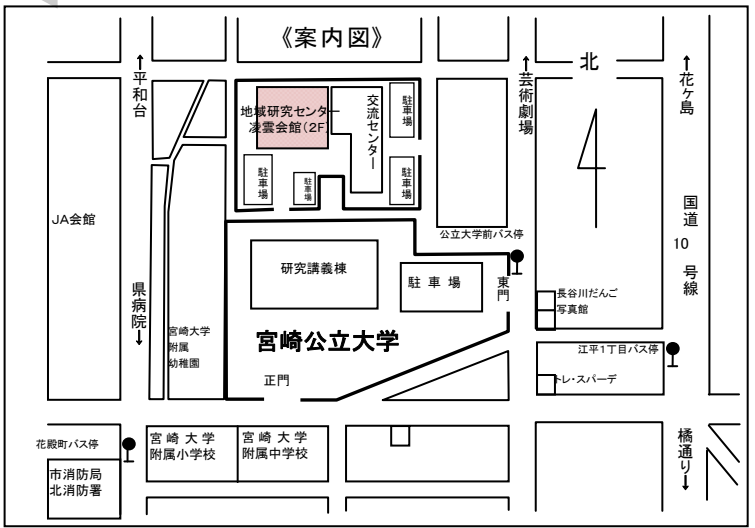 《案内図》
北
↑平和台
↑芸術劇場
↑花ケ島
地域研究センター
凌雲会館(2F)
交流センター
駐車場
駐車場
駐車場
駐車場
JA会館
国道10号線
公立大学前バス停
研究講義棟
駐車場
東門
県病院↓
長谷川だんご
写真館
宮崎大学
附属
幼稚園
宮崎公立大学
江平1丁目バス停
正門
トレ・スパーデ
花殿町バス停
宮崎大学
附属小学校
宮崎大学
附属中学校
橘通り↓
市消防局
北消防署